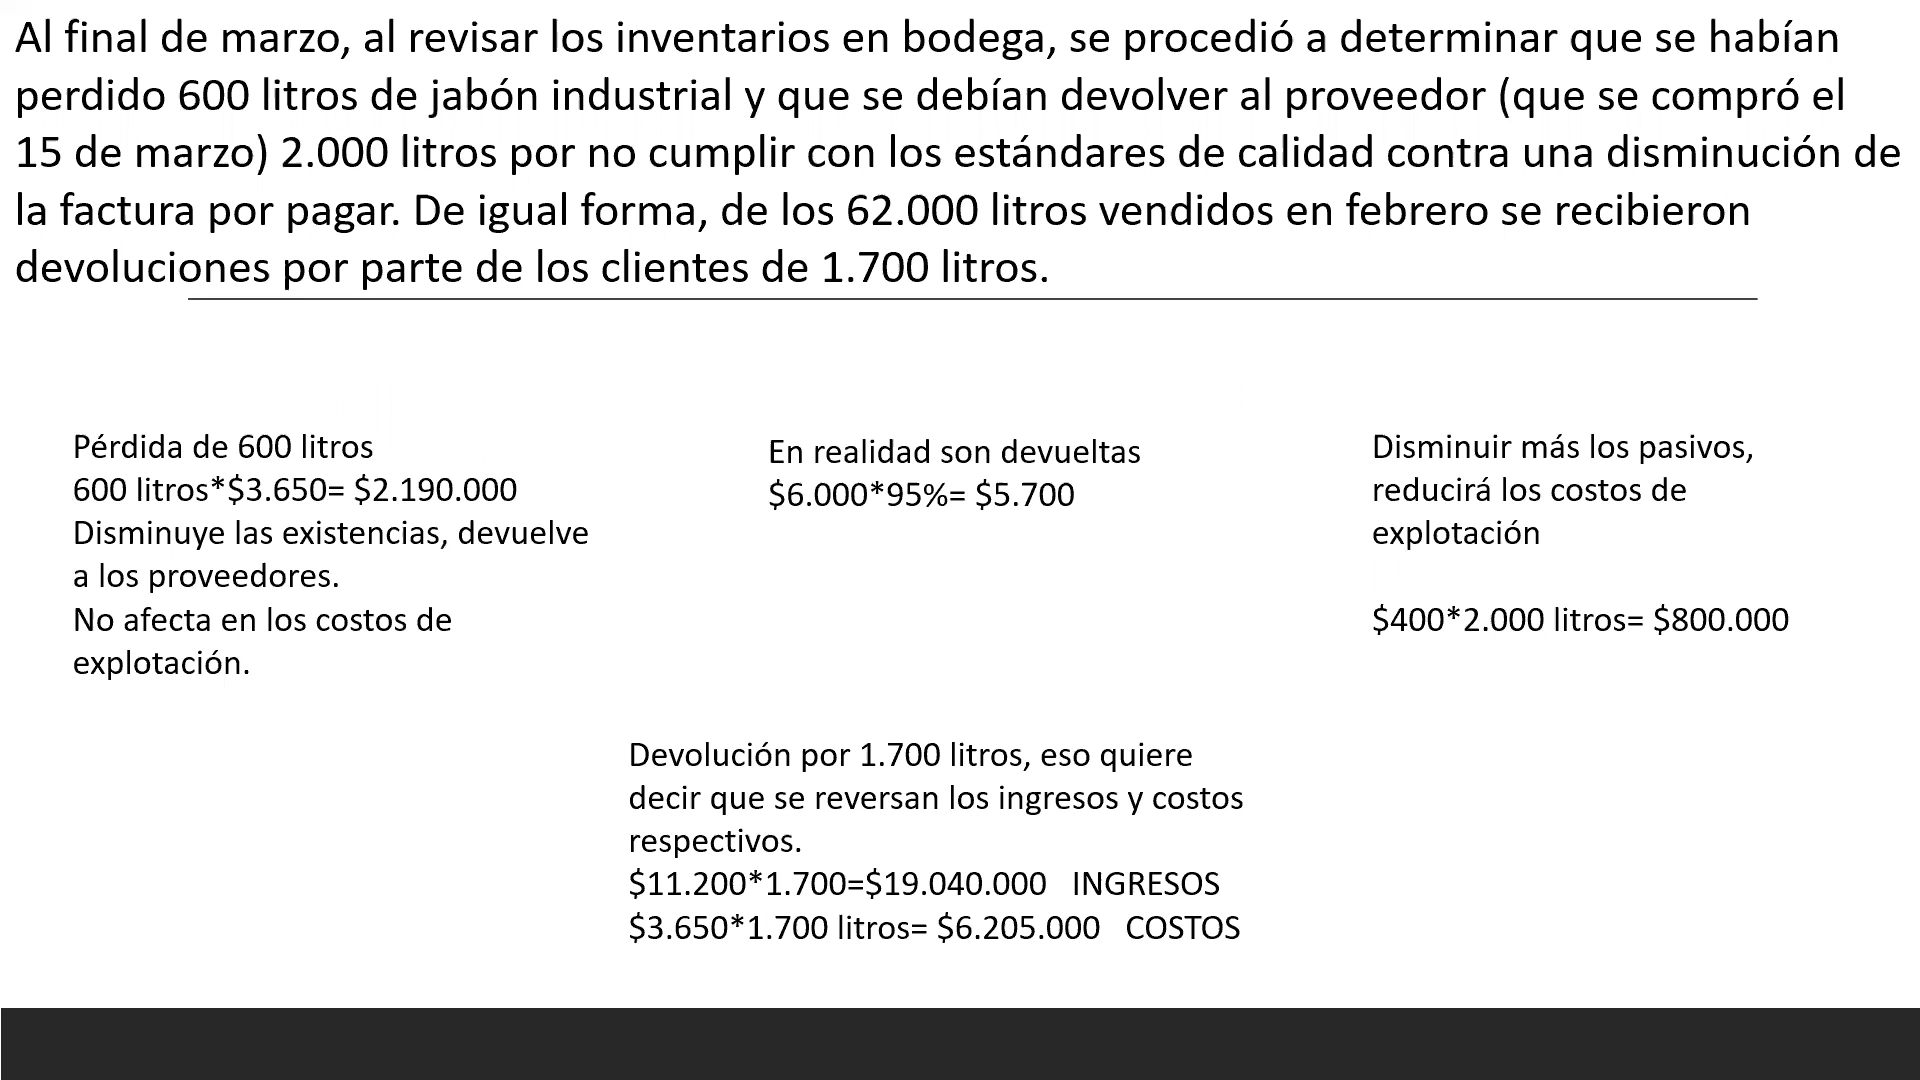 Al final de marzo, al revisar los inventarios en bodega, se procedió a determinar que se habían
perdido 600 litros de jabón industrial y que se debían devolver al proveedor (que se compró el
15 de marzo) 2.000 litros por no cumplir con los estándares de calidad contra una disminución de
la factura por pagar. De igual forma, de los 62.000 litros vendidos en febrero se recibieron
devoluciones por parte de los clientes de 1.700 litros.
Pérdida de 600 litros
600 litros*$3.650= $2.190.000
Disminuye las existencias, devuelve
a los proveedores.
No afecta en los costos de
explotación.
En realidad son devueltas
$6.000*95%= $5.700
Disminuir más los pasivos,
reducirá los costos de
explotación
$400*2.000 litros= $800.000
Devolución por 1.700 litros, eso quiere
decir que se reversan los ingresos y costos
respectivos.
$11.200*1.700=$19.040.000 INGRESOS
$3.650*1.700 litros= $6.205.000 COSTOS